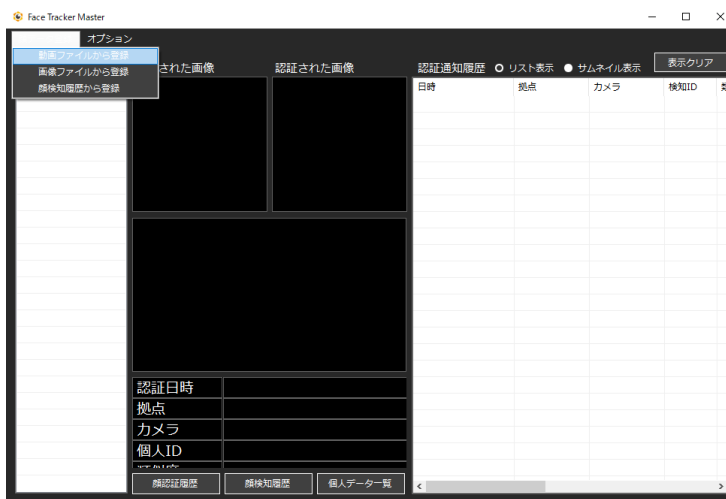 Face Tracker Master
オプション
動画ファイルから登録
画像ファイルから登録
顔検知履歴から登録
された画像
認証された画像
認証通知履歴
リスト表示
サムネイル表示
表示クリア
日時
拠点
カメラ
検知ID
認証日時
拠点
カメラ
個人ID
顔認証履歴
顔検知履歴
個人データ一覧